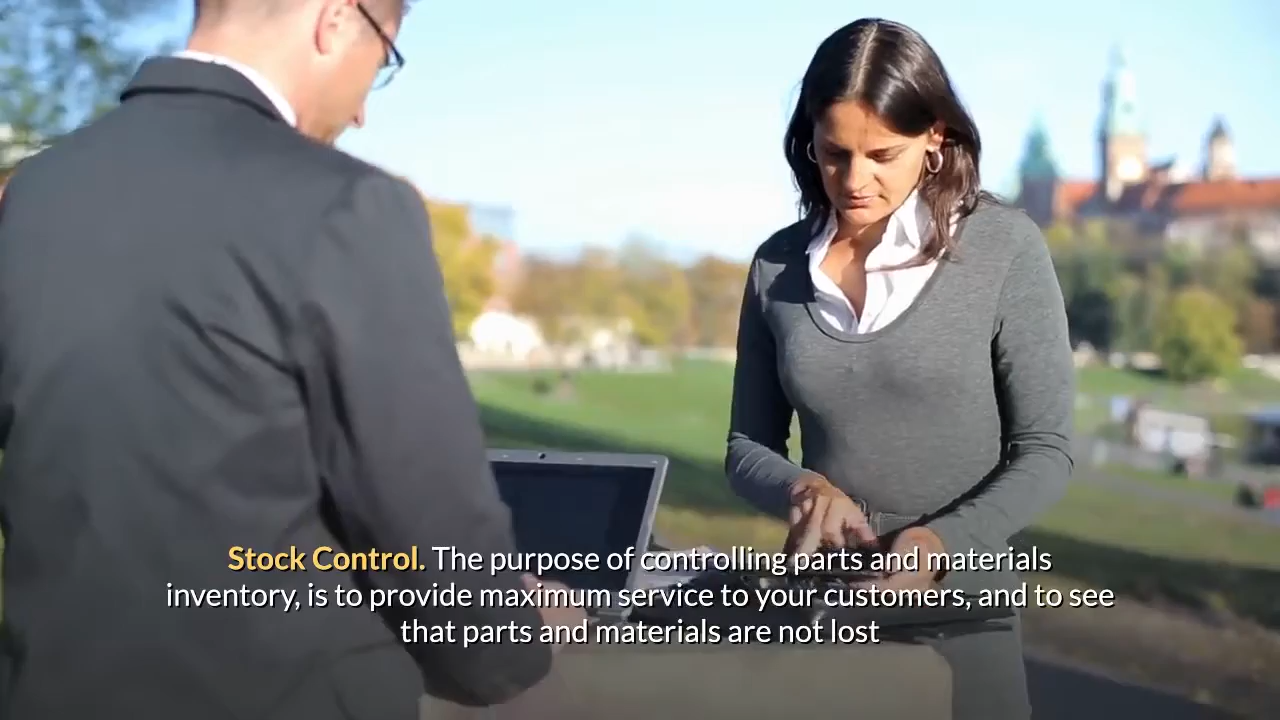 Stock Control. The purpose of controlling parts and materials
inventory, is to provide maximum service to your customers, and to see
that parts and materials are not lost